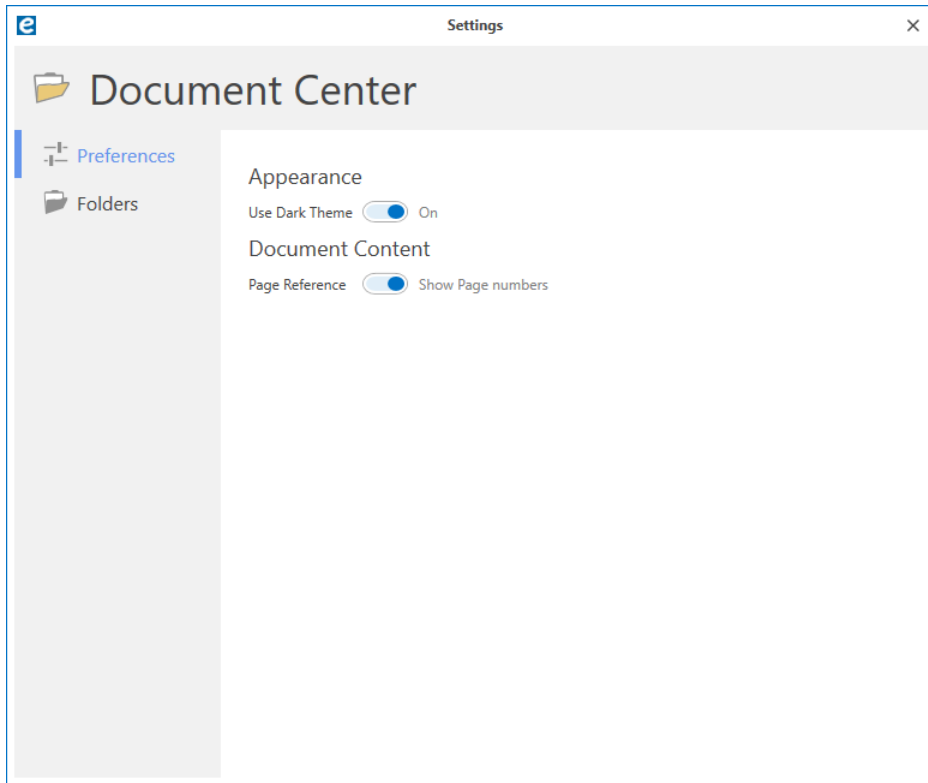 Settings
Document Center
Preferences
Folders
Appearance
Use Dark Theme On
Document Content
Page Reference Show Page numbers